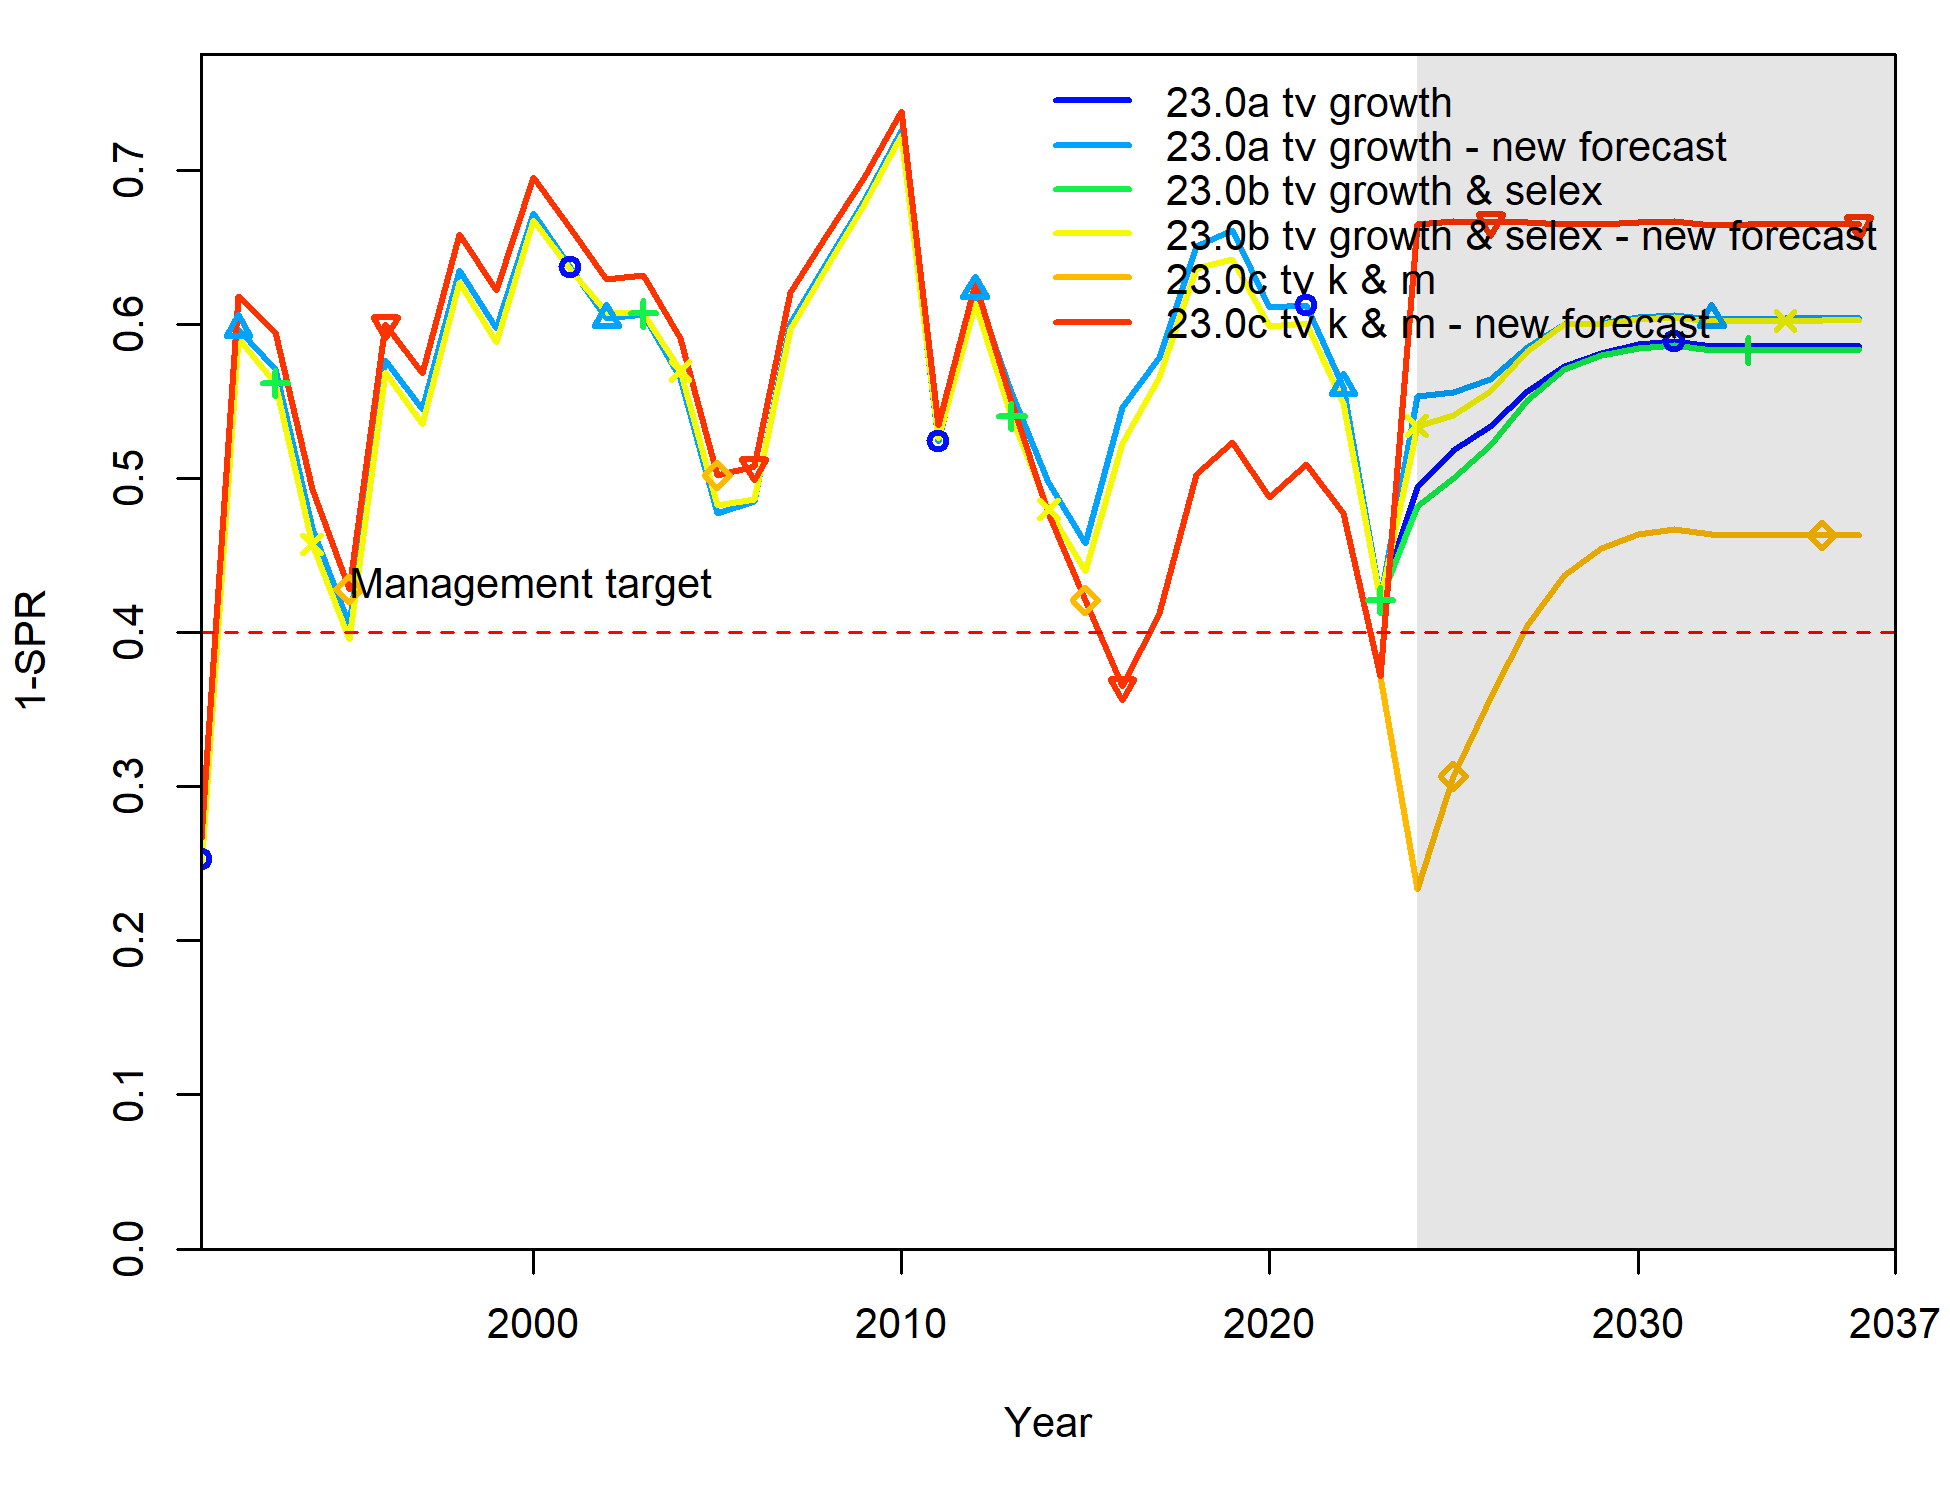 23.0a tv growth
23.0a tv growth - new forecast
23.0b tv growth & selex
23.0b tv growth & selex - new forecast
23.0c tv k & m
23.0c tv k & m - new forecast
0.7
0.6
0.5
0.4
0.3
0.2
0.1
0.0
1-SPR
Management target
2000
2010
2020
2030
2037
Year